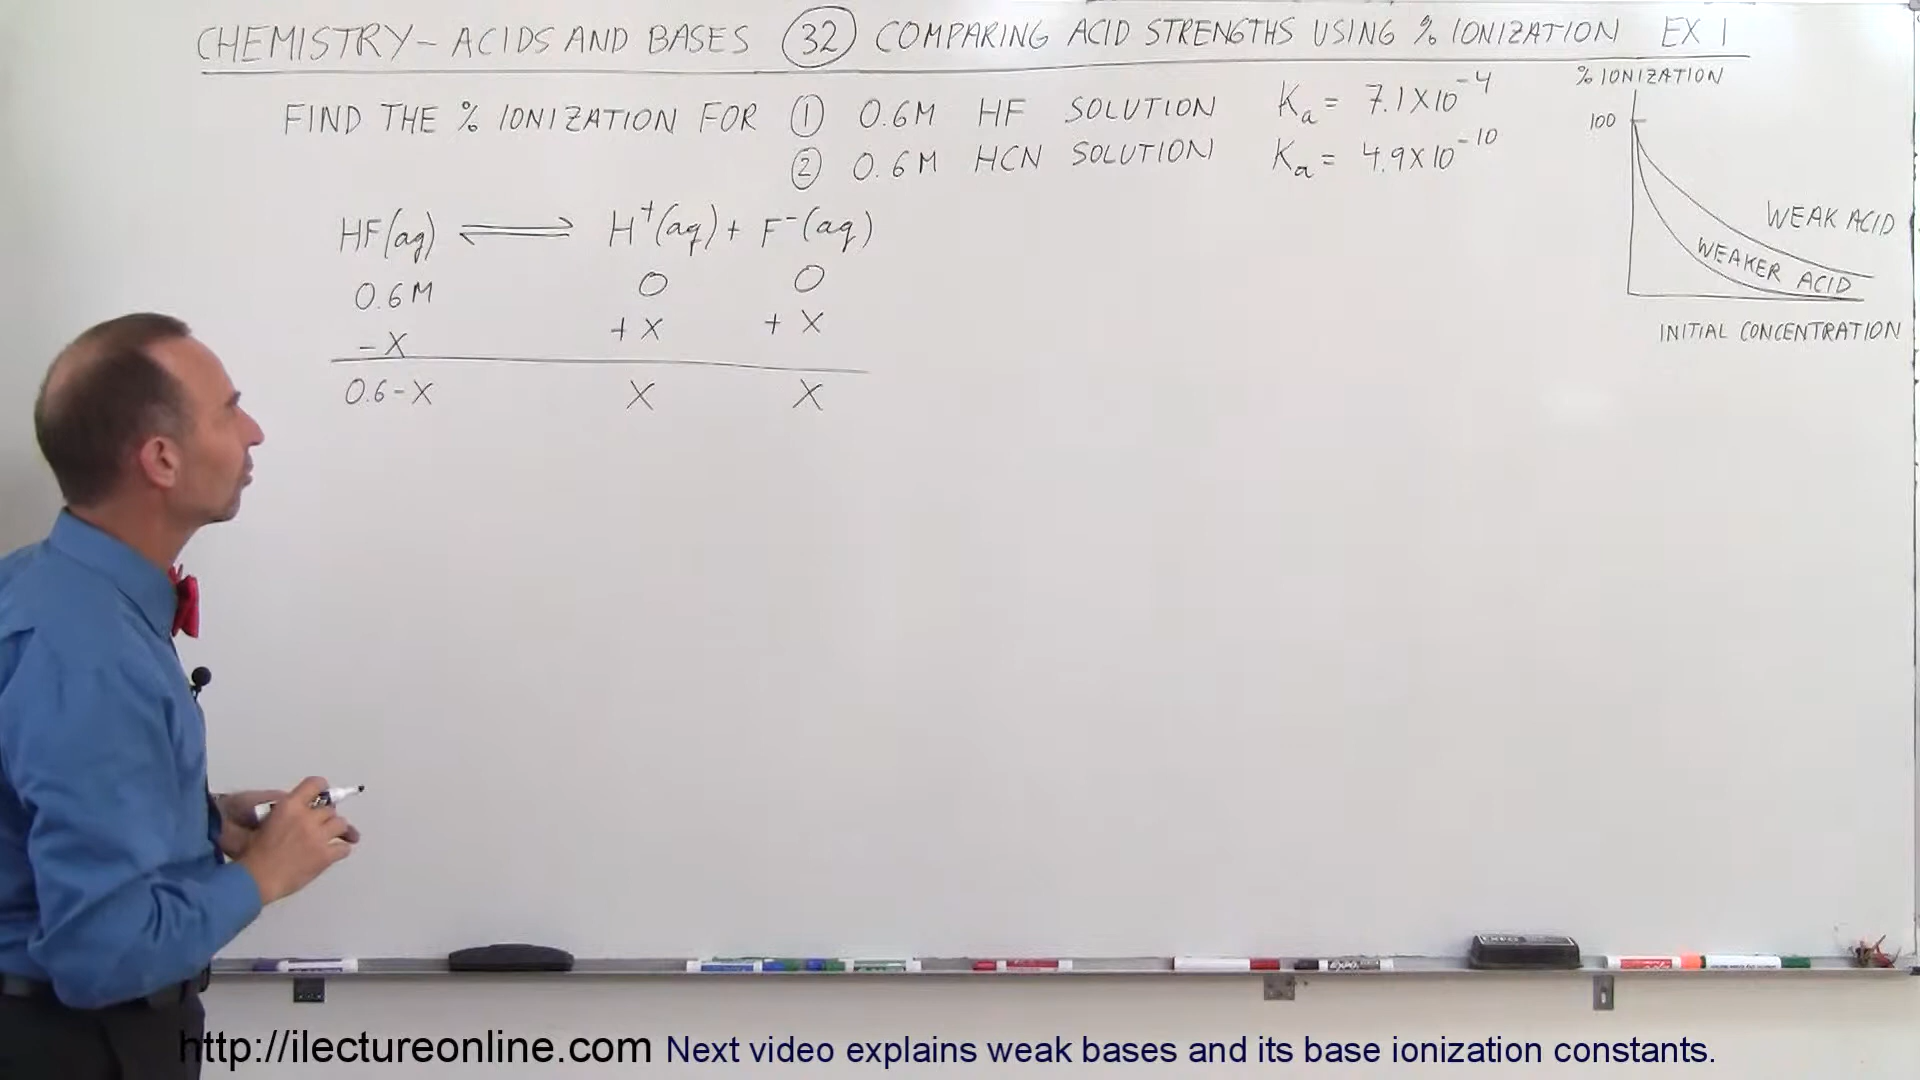 CHEMISTRY - ACIDS AND BASES 32 COMPARING ACID STRENGTHS USING % IONIZATION EX 1
FIND THE % IONIZATION FOR ① 0.6M HF SOLUTION Ka = 7.1X10⁻⁴
② 0.6M HCN SOLUTION Ka = 4.9X10⁻¹⁰
% IONIZATION
100
WEAK ACID
WEAKER ACID
INITIAL CONCENTRATION
HF(aq) ⇌ H⁺(aq) + F⁻(aq)
0.6M 0 0
-X +X +X
0.6-X X X
EXPO
http://ilectureonline.com Next video explains weak bases and its base ionization constants.